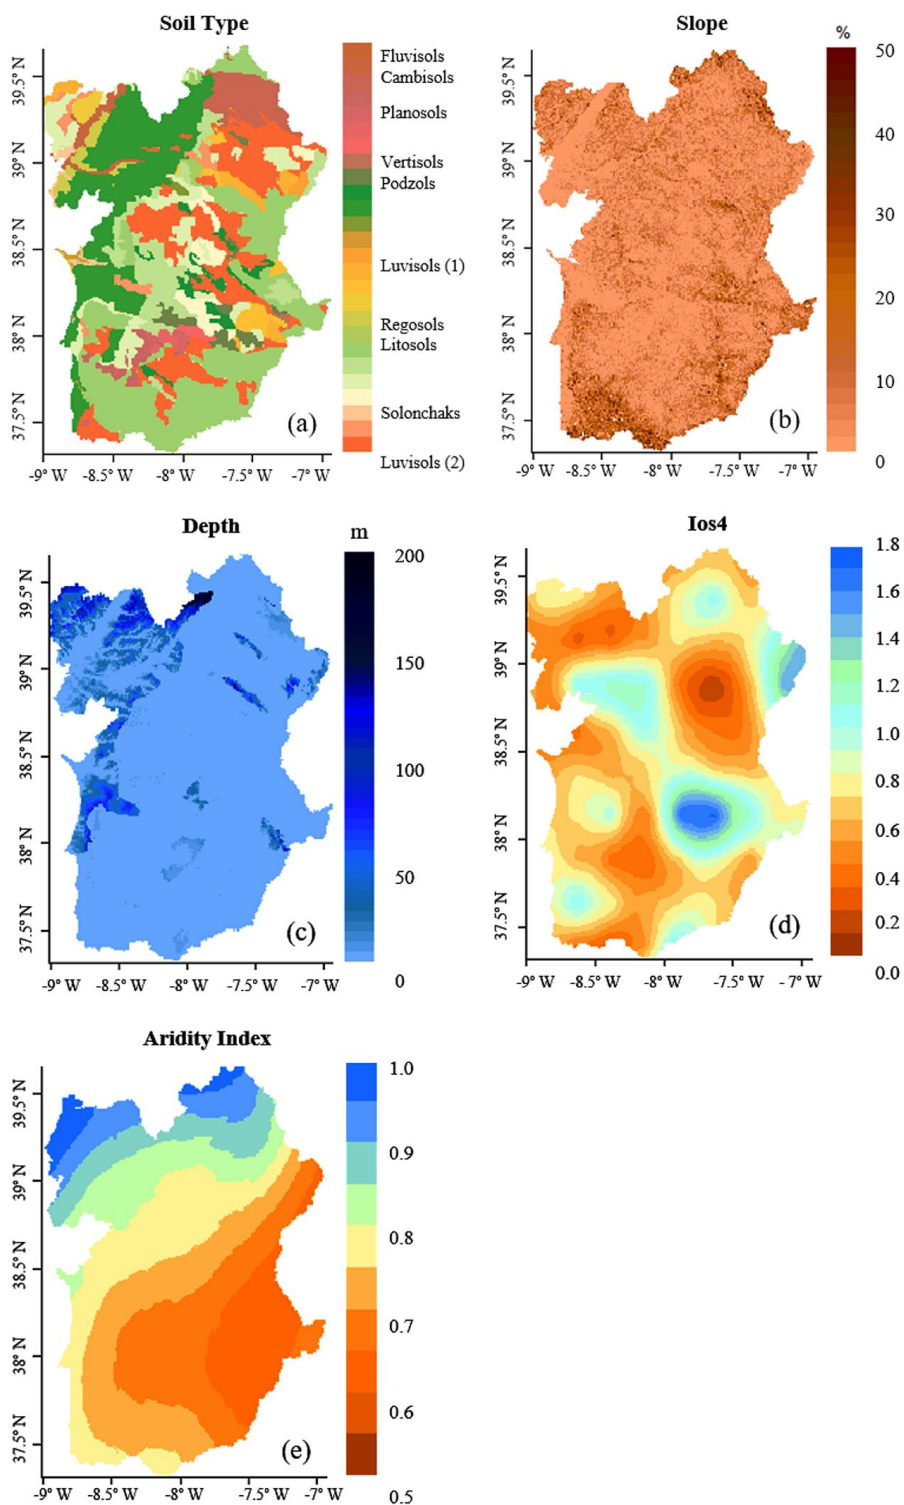 Soil Type
Fluvisols
Cambisols
Planosols
Vertisols
Podzols
Luvisols (1)
Regosols
Litosols
Solonchaks
Luvisols (2)
39.5° N
39° N
38.5° N
38° N
37.5° N
(a)
-9° W -8.5° W -8° W -7.5° W -7° W
Slope
%
50
40
30
20
10
0
39.5° N
39° N
38.5° N
38° N
37.5° N
(b)
-9° W -8.5° W -8° W -7.5° W -7° W
Depth
m
200
150
100
50
0
39.5° N
39° N
38.5° N
38° N
37.5° N
(c)
-9° W -8.5° W -8° W -7.5° W -7° W
Ios4
1.8
1.6
1.4
1.2
1.0
0.8
0.6
0.4
0.2
0.0
39.5° N
39° N
38.5° N
38° N
37.5° N
(d)
-9° W -8.5° W -8° W -7.5° W -7° W
Aridity Index
1.0
0.9
0.8
0.7
0.6
0.5
39.5° N
39° N
38.5° N
38° N
37.5° N
(e)
-9° W -8.5° W -8° W -7.5° W -7° W